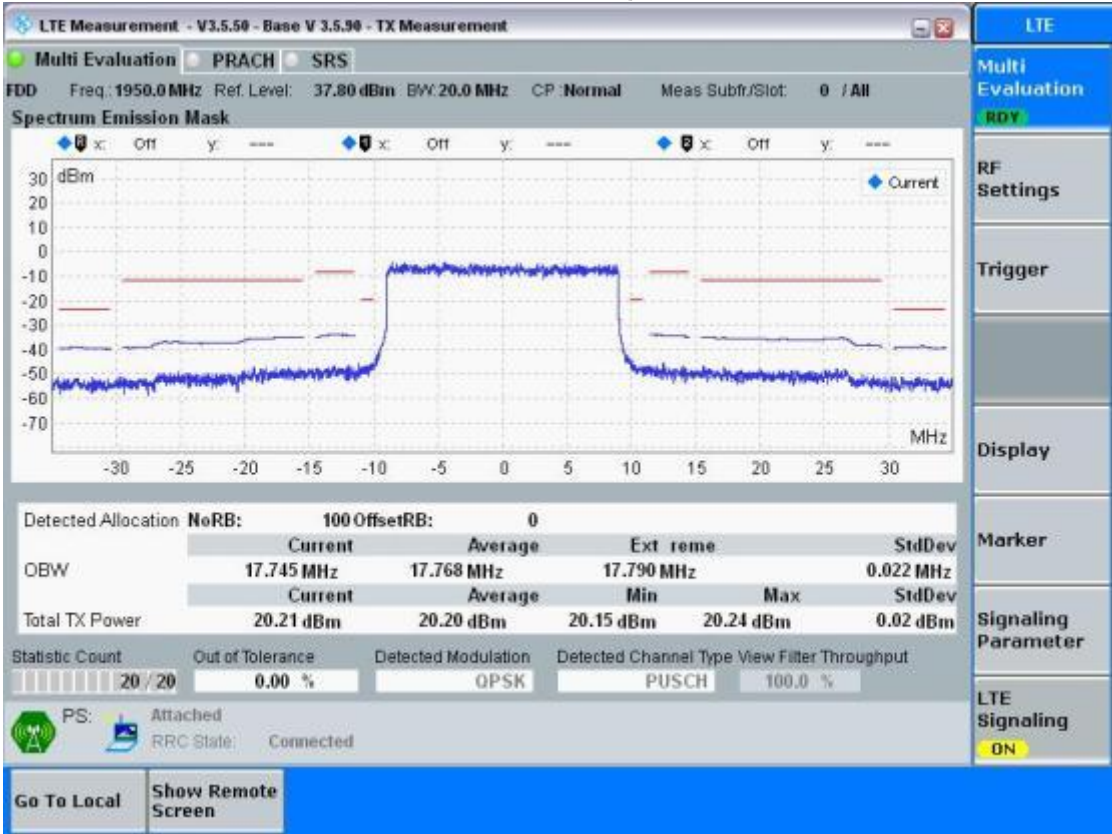 LTE Measurement - V3.5.50 - Base V 3.5.90 - TX Measurement
LTE
Multi Evaluation PRACH SRS
Multi
Evaluation
RDY
FDD Freq.: 1950.0 MHz Ref. Level: 37.80 dBm BW: 20.0 MHz CP :Normal Meas Subfr./Slot: 0 / All
Spectrum Emission Mask
x: Off y: --- x: Off y: --- x: Off y: ---
dBm
Current
30
20
10
0
-10
-20
-30
-40
-50
-60
-70
MHz
-30 -25 -20 -15 -10 -5 0 5 10 15 20 25 30
RF
Settings
Trigger
Display
Marker
Signaling
Parameter
LTE
Signaling
ON
Detected Allocation NoRB: 100 OffsetRB: 0
Current Average Ext reme StdDev
OBW 17.745 MHz 17.768 MHz 17.790 MHz 0.022 MHz
Current Average Min Max StdDev
Total TX Power 20.21 dBm 20.20 dBm 20.15 dBm 20.24 dBm 0.02 dBm
Statistic Count Out of Tolerance Detected Modulation Detected Channel Type View Filter Throughput
20 / 20 0.00 % QPSK PUSCH 100.0 %
PS: Attached
RRC State: Connected
Go To Local
Show Remote
Screen